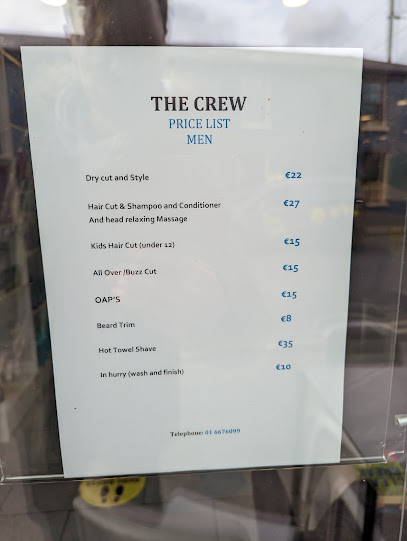 THE CREW
PRICE LIST
MEN
Dry cut and Style €22
Hair Cut & Shampoo and Conditioner €27
And head relaxing Massage
Kids Hair Cut (under 12) €15
All Over /Buzz Cut €15
OAP'S €15
Beard Trim €8
Hot Towel Shave €35
In hurry (wash and finish) €10
Telephone: 01 6676099